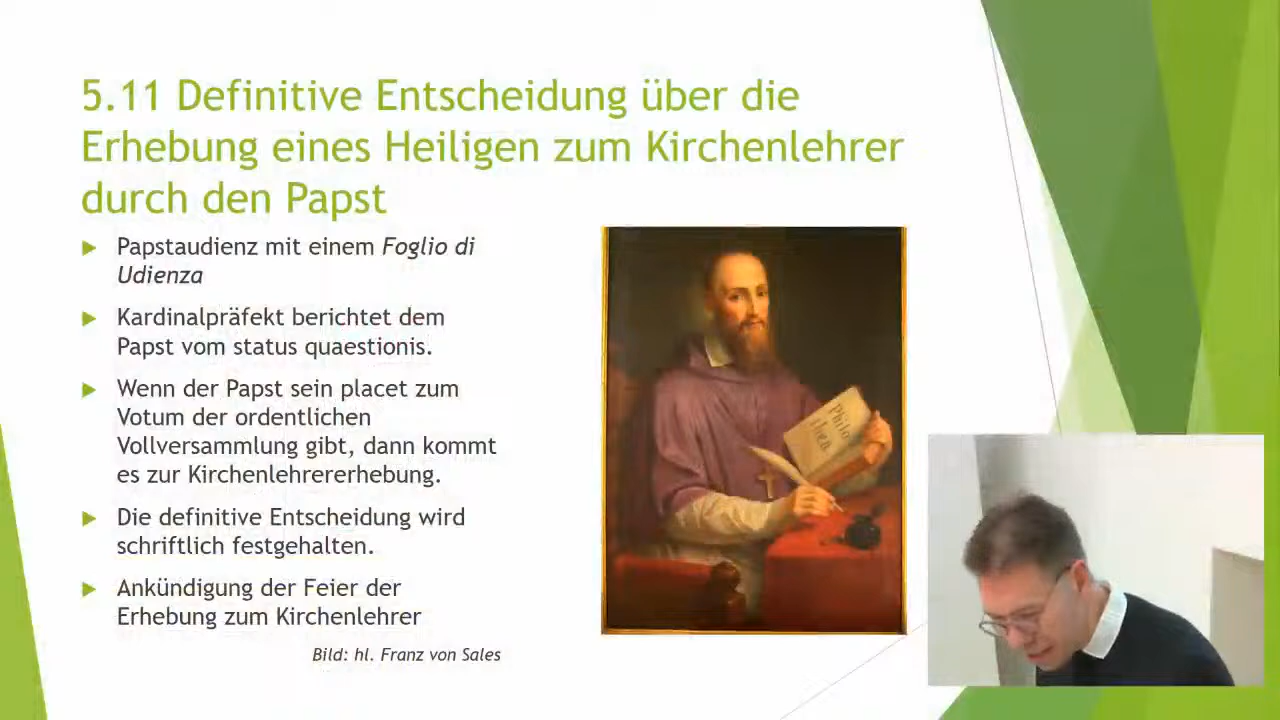 5.11 Definitive Entscheidung über die
Erhebung eines Heiligen zum Kirchenlehrer
durch den Papst
Papstaudienz mit einem Foglio di
Udienza
Kardinalpräfekt berichtet dem
Papst vom status quaestionis.
Wenn der Papst sein placet zum
Votum der ordentlichen
Vollversammlung gibt, dann kommt
es zur Kirchenlehrererhebung.
Die definitive Entscheidung wird
schriftlich festgehalten.
Ankündigung der Feier der
Erhebung zum Kirchenlehrer
Bild: hl. Franz von Sales
Philo
thea